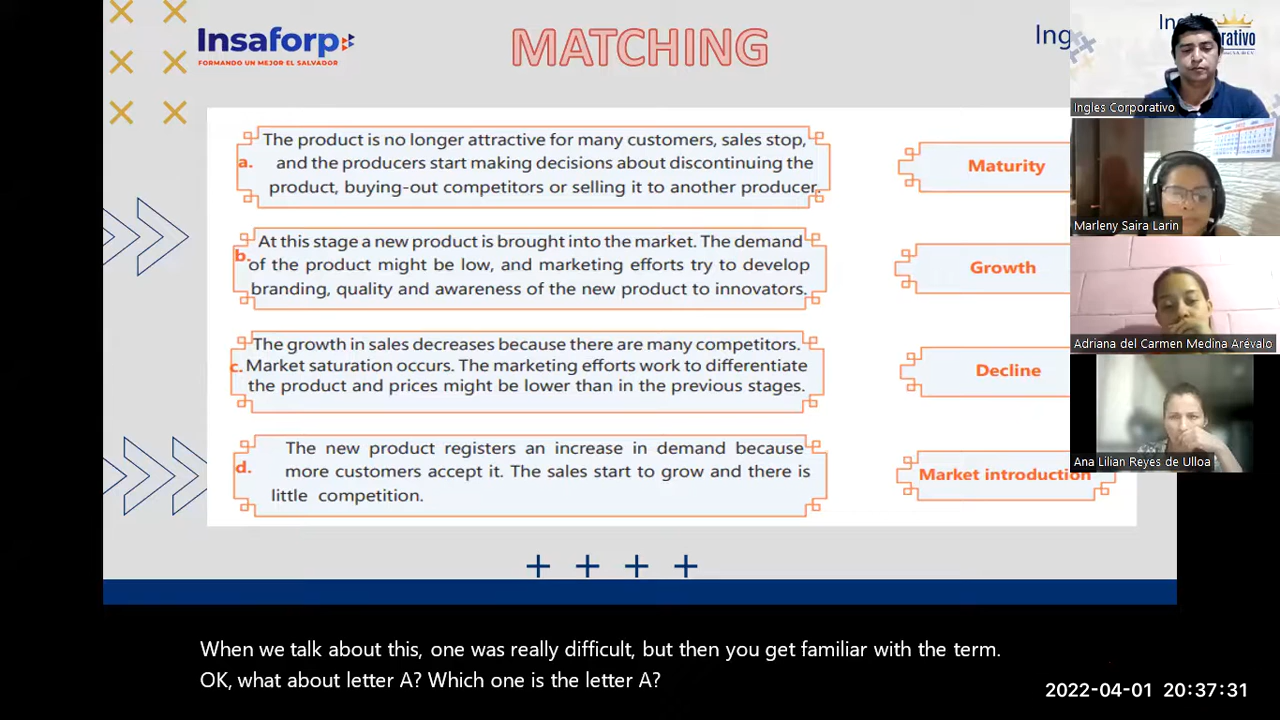 Insaforp
FORMANDO UN MEJOR EL SALVADOR
MATCHING
a. The product is no longer attractive for many customers, sales stop,
and the producers start making decisions about discontinuing the
product, buying-out competitors or selling it to another producer.
Maturity
b. At this stage a new product is brought into the market. The demand
of the product might be low, and marketing efforts try to develop
branding, quality and awareness of the new product to innovators.
Growth
c. The growth in sales decreases because there are many competitors.
Market saturation occurs. The marketing efforts work to differentiate
the product and prices might be lower than in the previous stages.
Decline
d. The new product registers an increase in demand because
more customers accept it. The sales start to grow and there is
little competition.
Market introduction
Ingles Corporativo
Marleny Saira Larin
Adriana del Carmen Medina Arévalo
Ana Lilian Reyes de Ulloa
When we talk about this, one was really difficult, but then you get familiar with the term.
OK, what about letter A? Which one is the letter A?
2022-04-01 20:37:31